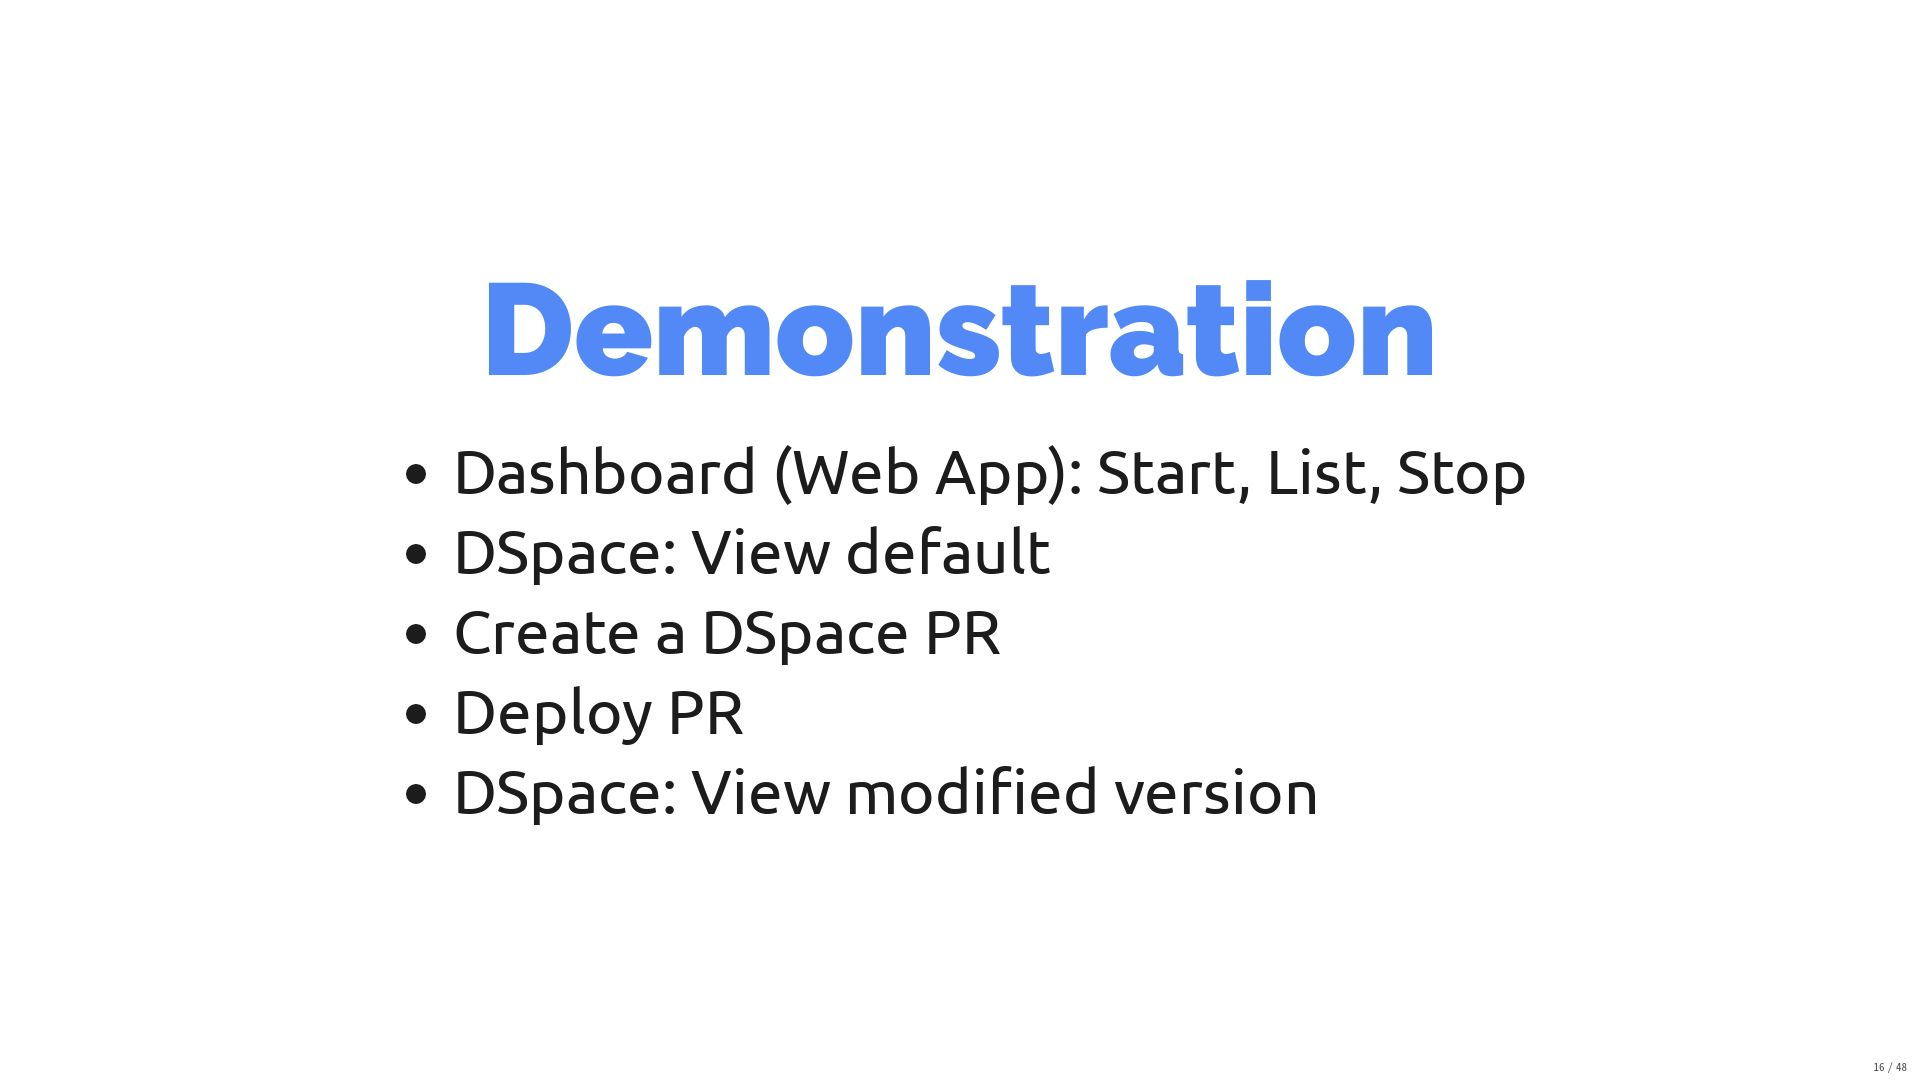 Demonstration
• Dashboard (Web App): Start, List, Stop
• DSpace: View default
• Create a DSpace PR
• Deploy PR
• DSpace: View modified version
16 / 48